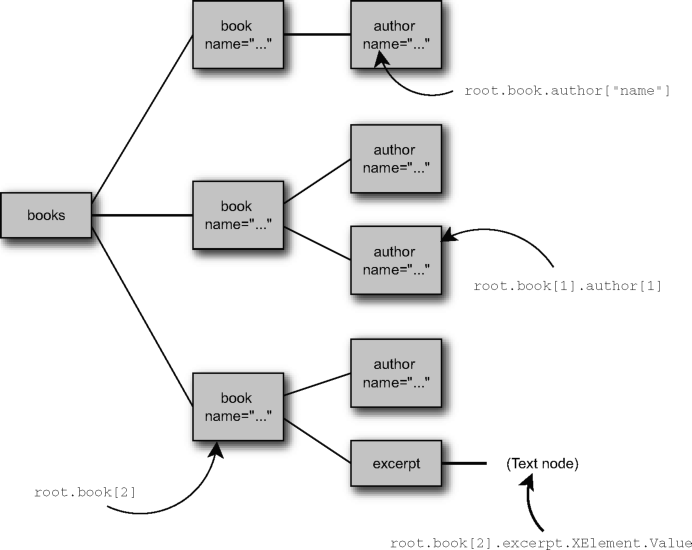 book
name="..."
author
name="..."
root.book.author["name"]
author
name="..."
books
book
name="..."
author
name="..."
root.book[1].author[1]
author
name="..."
book
name="..."
excerpt
(Text node)
root.book[2]
root.book[2].excerpt.XElement.Value